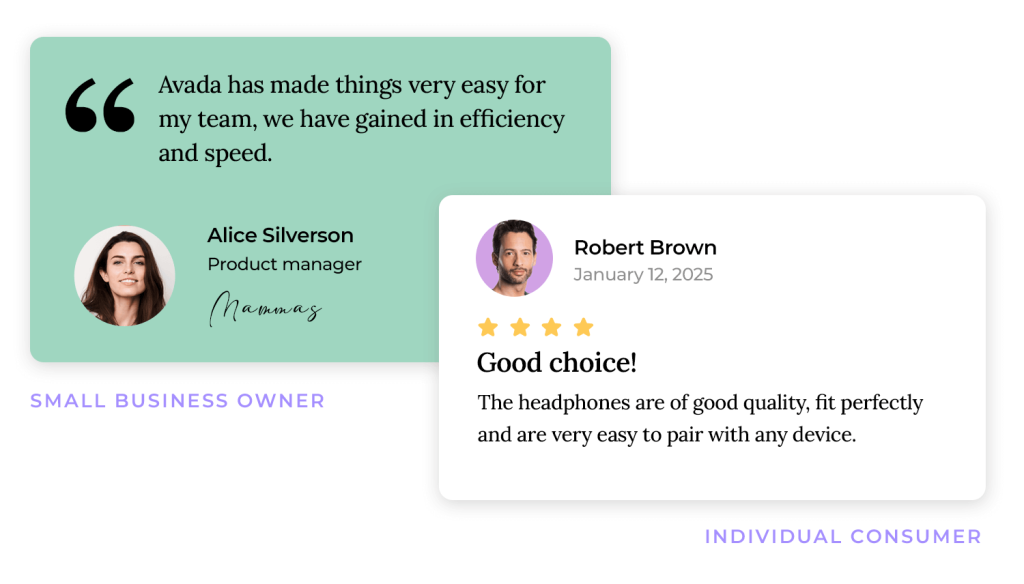 Avada has made things very easy for
my team, we have gained in efficiency
and speed.
Alice Silverson
Product manager
Mammas
SMALL BUSINESS OWNER
Robert Brown
January 12, 2025
Good choice!
The headphones are of good quality, fit perfectly
and are very easy to pair with any device.
INDIVIDUAL CONSUMER